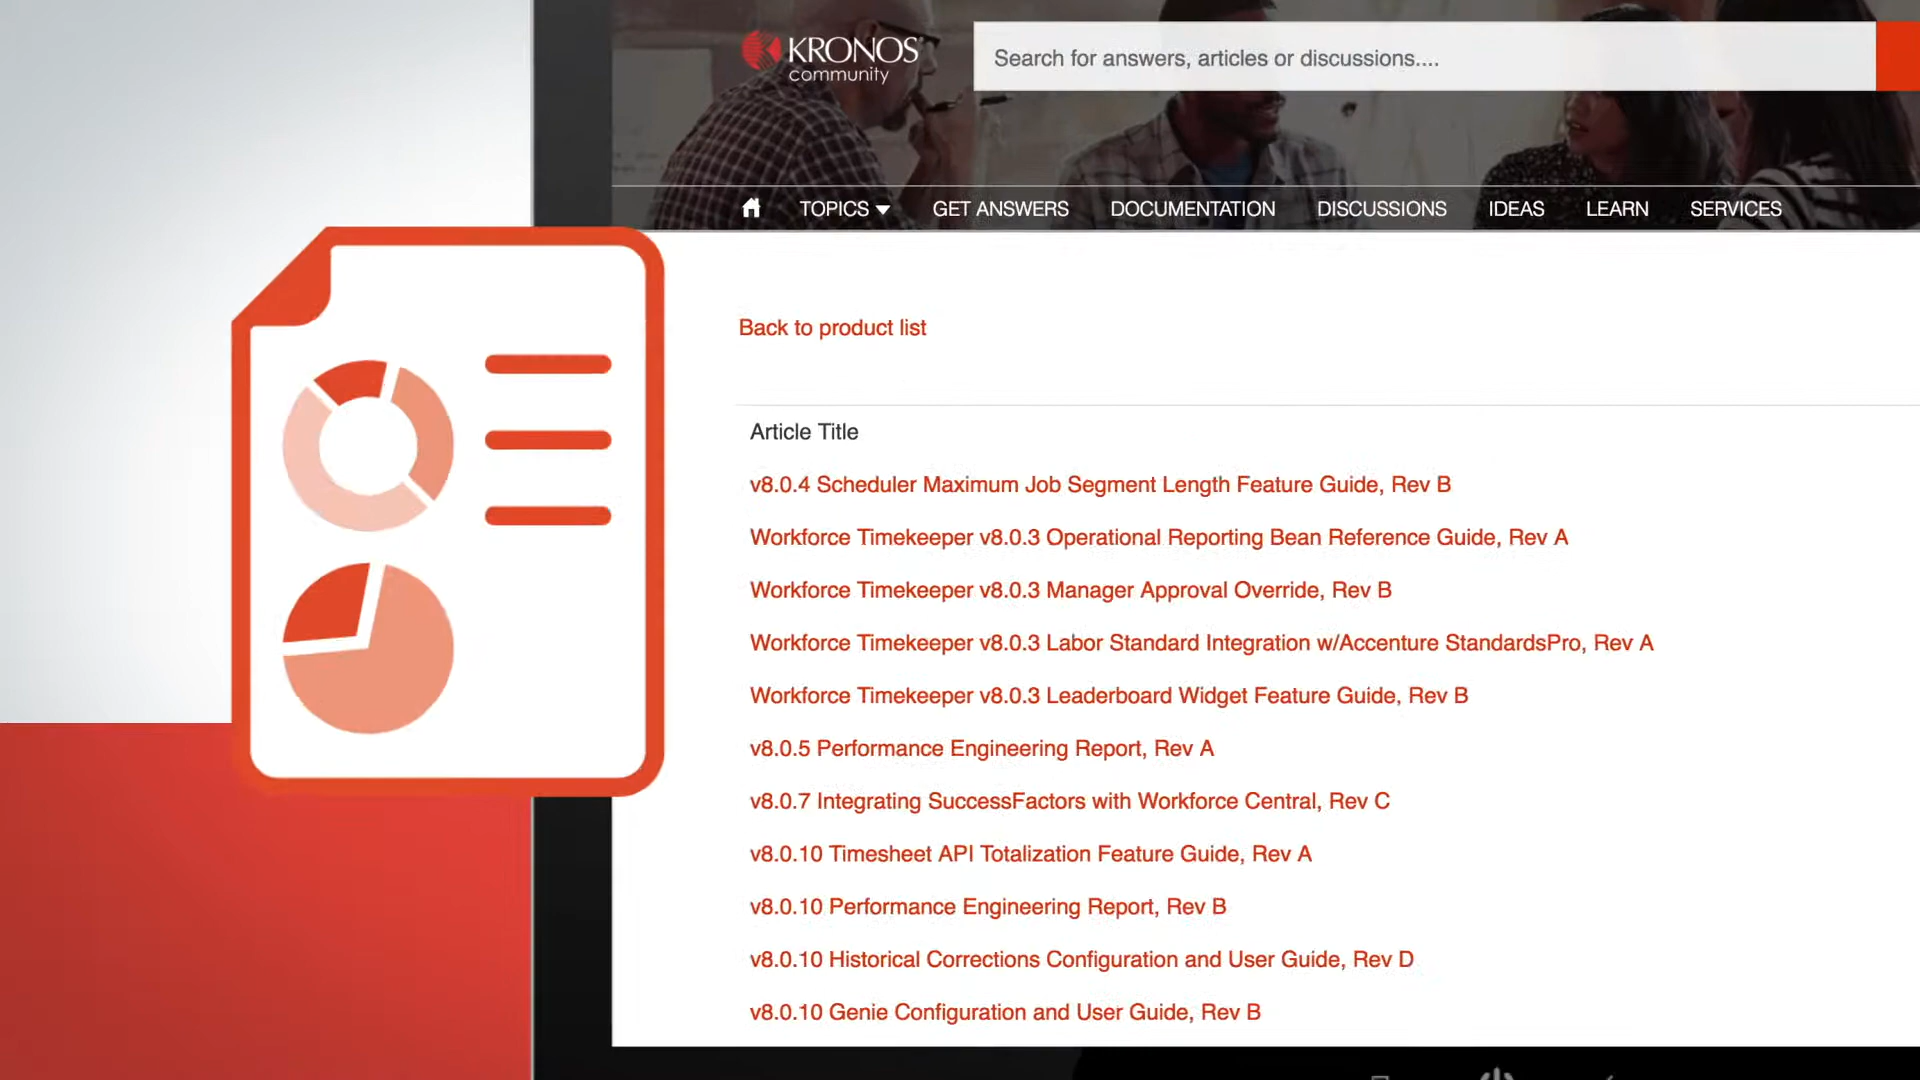 KRONOS
community
Search for answers, articles or discussions....
TOPICS GET ANSWERS DOCUMENTATION DISCUSSIONS IDEAS LEARN SERVICES
Back to product list
Article Title
v8.0.4 Scheduler Maximum Job Segment Length Feature Guide, Rev B
Workforce Timekeeper v8.0.3 Operational Reporting Bean Reference Guide, Rev A
Workforce Timekeeper v8.0.3 Manager Approval Override, Rev B
Workforce Timekeeper v8.0.3 Labor Standard Integration w/Accenture StandardsPro, Rev A
Workforce Timekeeper v8.0.3 Leaderboard Widget Feature Guide, Rev B
v8.0.5 Performance Engineering Report, Rev A
v8.0.7 Integrating SuccessFactors with Workforce Central, Rev C
v8.0.10 Timesheet API Totalization Feature Guide, Rev A
v8.0.10 Performance Engineering Report, Rev B
v8.0.10 Historical Corrections Configuration and User Guide, Rev D
v8.0.10 Genie Configuration and User Guide, Rev B